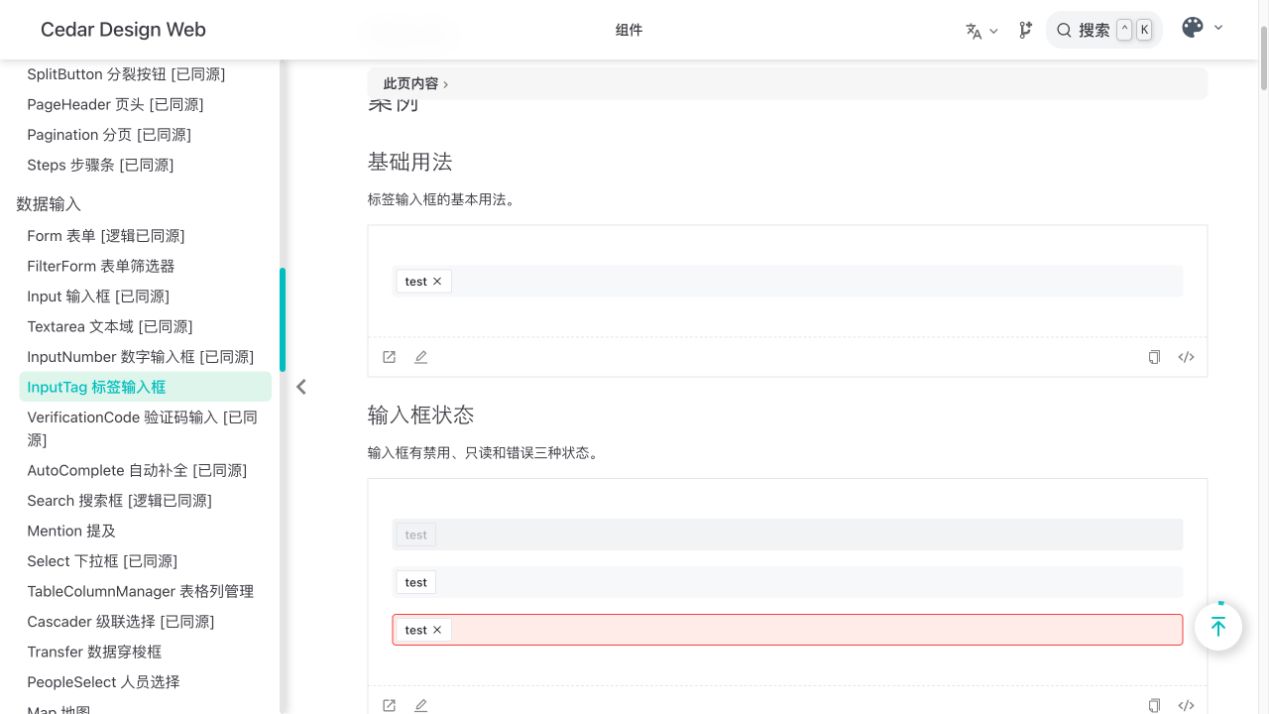 Cedar Design Web
组件
搜索 ^ K
SplitButton 分裂按钮 [已同源]
PageHeader 页头 [已同源]
Pagination 分页 [已同源]
Steps 步骤条 [已同源]
数据输入
Form 表单 [逻辑已同源]
FilterForm 表单筛选器
Input 输入框 [已同源]
Textarea 文本域 [已同源]
InputNumber 数字输入框 [已同源]
InputTag 标签输入框
VerificationCode 验证码输入 [已同
源]
AutoComplete 自动补全 [已同源]
Search 搜索框 [逻辑已同源]
Mention 提及
Select 下拉框 [已同源]
TableColumnManager 表格列管理
Cascader 级联选择 [已同源]
Transfer 数据穿梭框
PeopleSelect 人员选择
Map 地图
此页内容 ›
案例
基础用法
标签输入框的基本用法。
test ×
输入框状态
输入框有禁用、只读和错误三种状态。
test
test
test ×